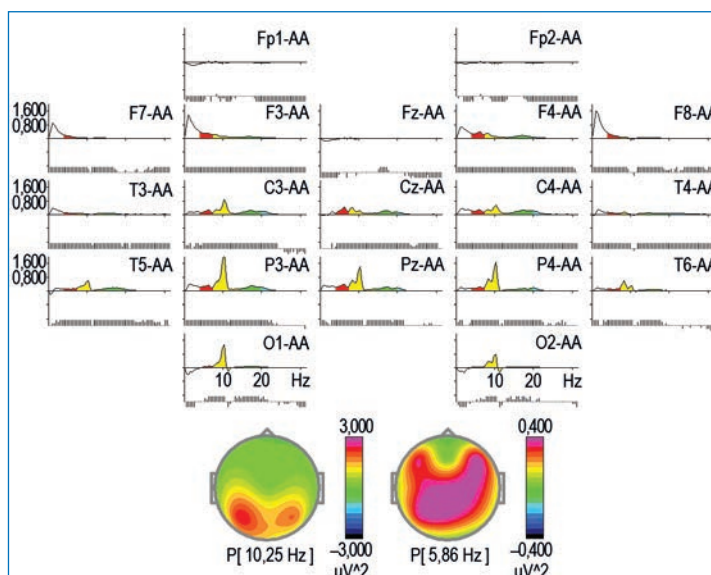 Fp1-AA Fp2-AA
1,600
0,800
F7-AA F3-AA Fz-AA F4-AA F8-AA
1,600
0,800
T3-AA C3-AA Cz-AA C4-AA T4-AA
1,600
0,800
T5-AA P3-AA Pz-AA P4-AA T6-AA
O1-AA O2-AA
10 20 Hz 10 20 Hz
3,000 0,400
–3,000 –0,400
P[ 10,25 Hz ] P[ 5,86 Hz ]
µV^2 µV^2